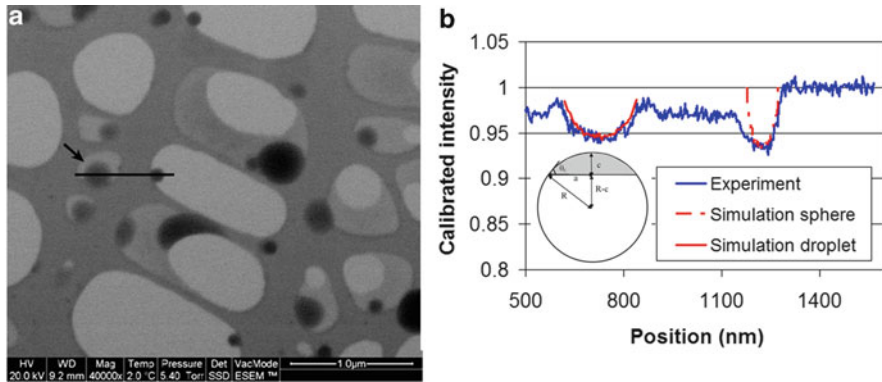 a
HV WD Mag Temp Pressure Det VacMode
20.0 kV 9.2 mm 40000x 2.0 °C 5.40 Torr SSD ESEM™
1.0µm
b
Calibrated intensity
1.05
1
0.95
0.9
0.85
0.8
500 800 1100 1400
Position (nm)
Experiment
Simulation sphere
Simulation droplet
c
a
R
R-c